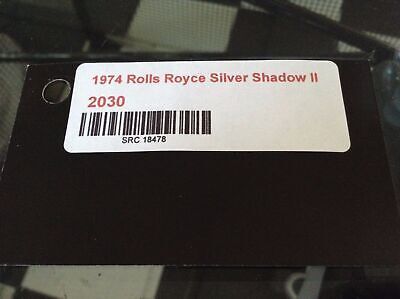 1974 Rolls Royce Silver Shadow II
2030
SRC 18478